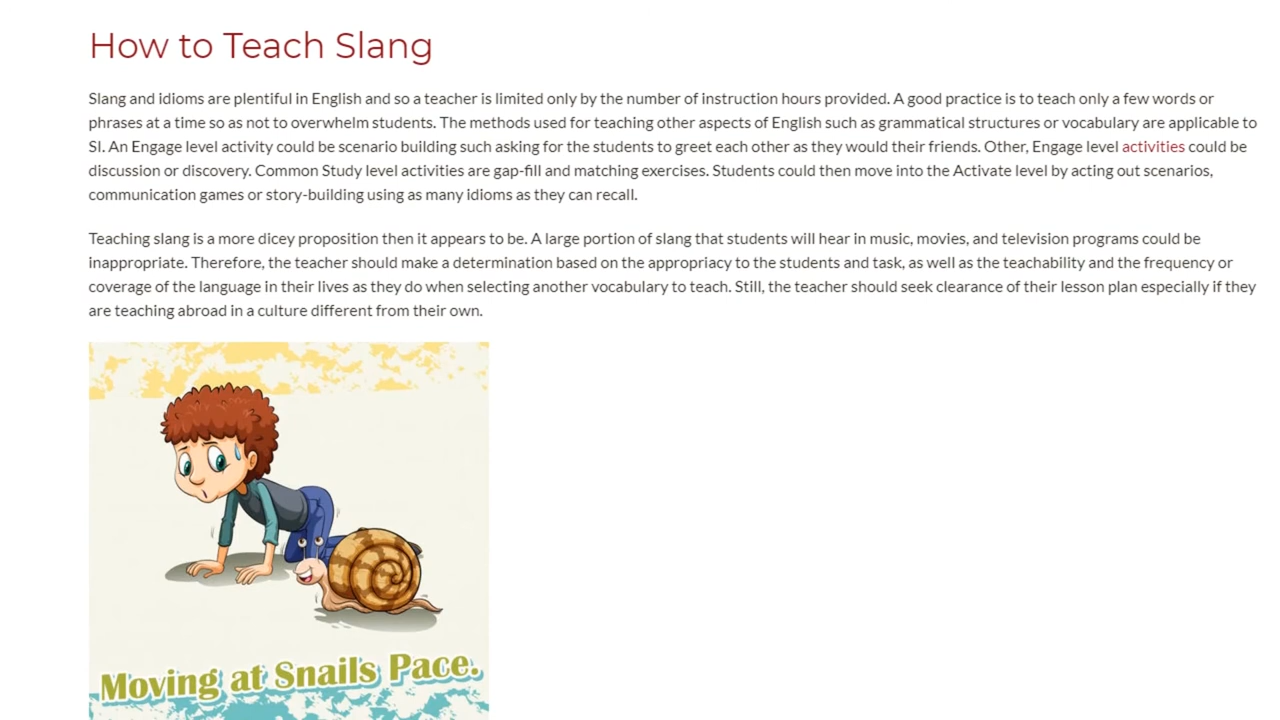 How to Teach Slang
Slang and idioms are plentiful in English and so a teacher is limited only by the number of instruction hours provided. A good practice is to teach only a few words or
phrases at a time so as not to overwhelm students. The methods used for teaching other aspects of English such as grammatical structures or vocabulary are applicable to
SI. An Engage level activity could be scenario building such asking for the students to greet each other as they would their friends. Other, Engage level activities could be
discussion or discovery. Common Study level activities are gap-fill and matching exercises. Students could then move into the Activate level by acting out scenarios,
communication games or story-building using as many idioms as they can recall.
Teaching slang is a more dicey proposition then it appears to be. A large portion of slang that students will hear in music, movies, and television programs could be
inappropriate. Therefore, the teacher should make a determination based on the appropriacy to the students and task, as well as the teachability and the frequency or
coverage of the language in their lives as they do when selecting another vocabulary to teach. Still, the teacher should seek clearance of their lesson plan especially if they
are teaching abroad in a culture different from their own.
Moving at Snails Pace.